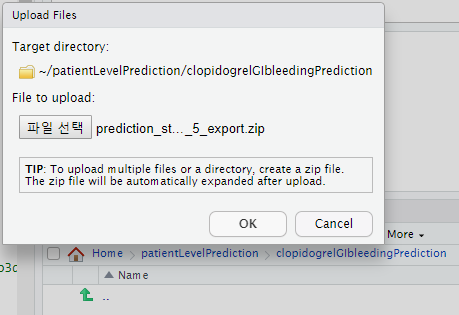 Upload Files
Target directory:
~/patientLevelPrediction/clopidogrelGIbleedingPrediction
File to upload:
파일 선택 prediction_st..._5_export.zip
TIP: To upload multiple files or a directory, create a zip file.
The zip file will be automatically expanded after upload.
OK Cancel
More
Home patientLevelPrediction clopidogrelGIbleedingPrediction
Name
..